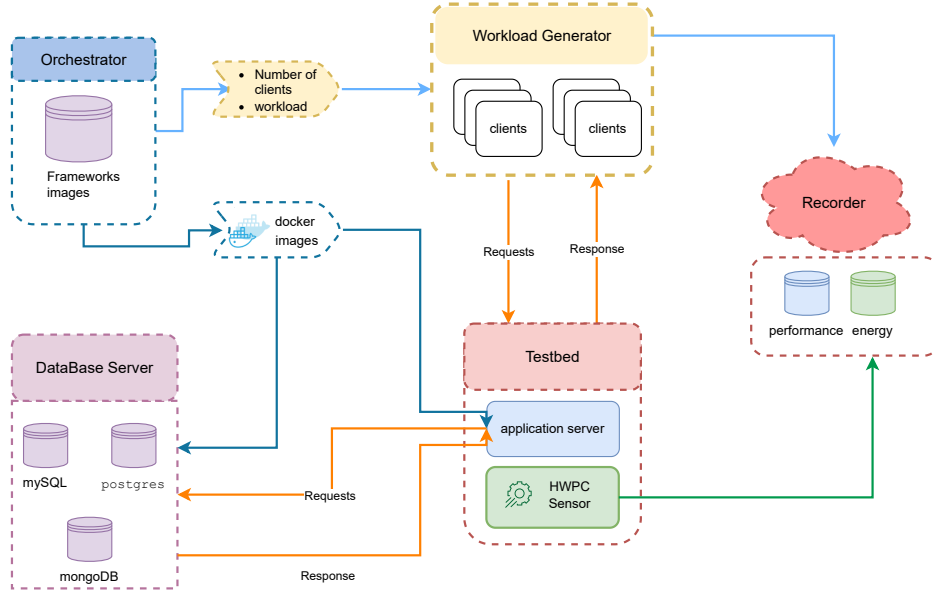 Workload Generator
Orchestrator
Number of
clients
workload
clients
clients
Frameworks
images
Recorder
docker
images
Requests
Response
performance
energy
Testbed
DataBase Server
application server
mySQL
postgres
HWPC
Sensor
Requests
mongoDB
Response